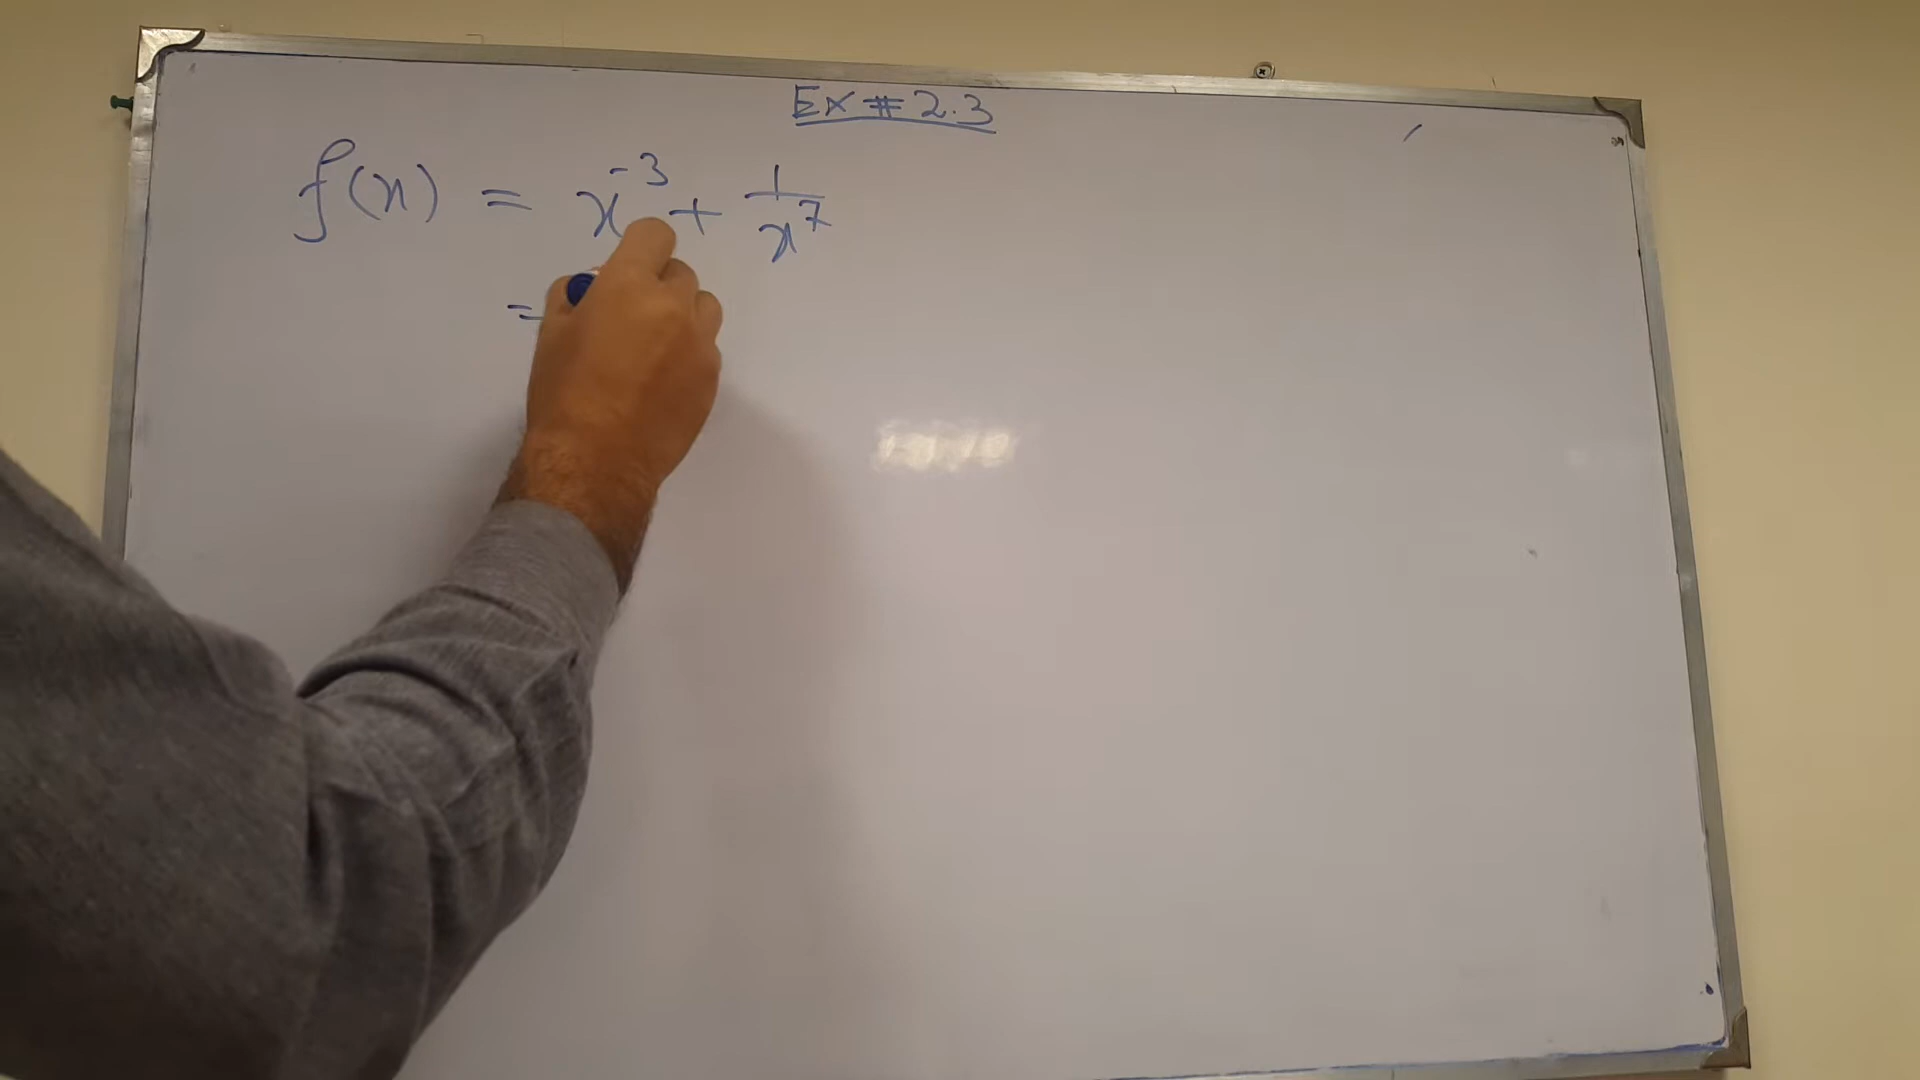 Ex # 2.3
f(x) = x⁻³ + 1/x⁷
=